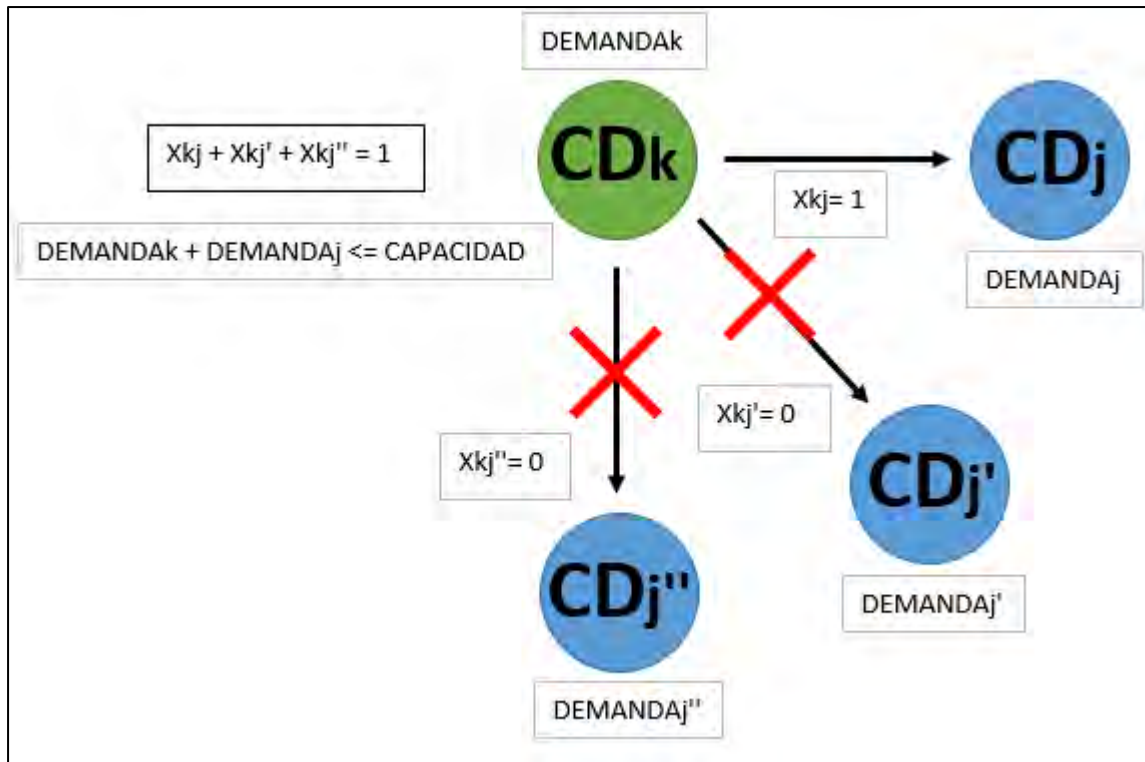 DEMANDAk
Xkj + Xkj' + Xkj'' = 1
CDk
CDj
Xkj= 1
DEMANDAk + DEMANDAj <= CAPACIDAD
DEMANDAj
Xkj'= 0
Xkj''= 0
CDj'
CDj''
DEMANDAj'
DEMANDAj''